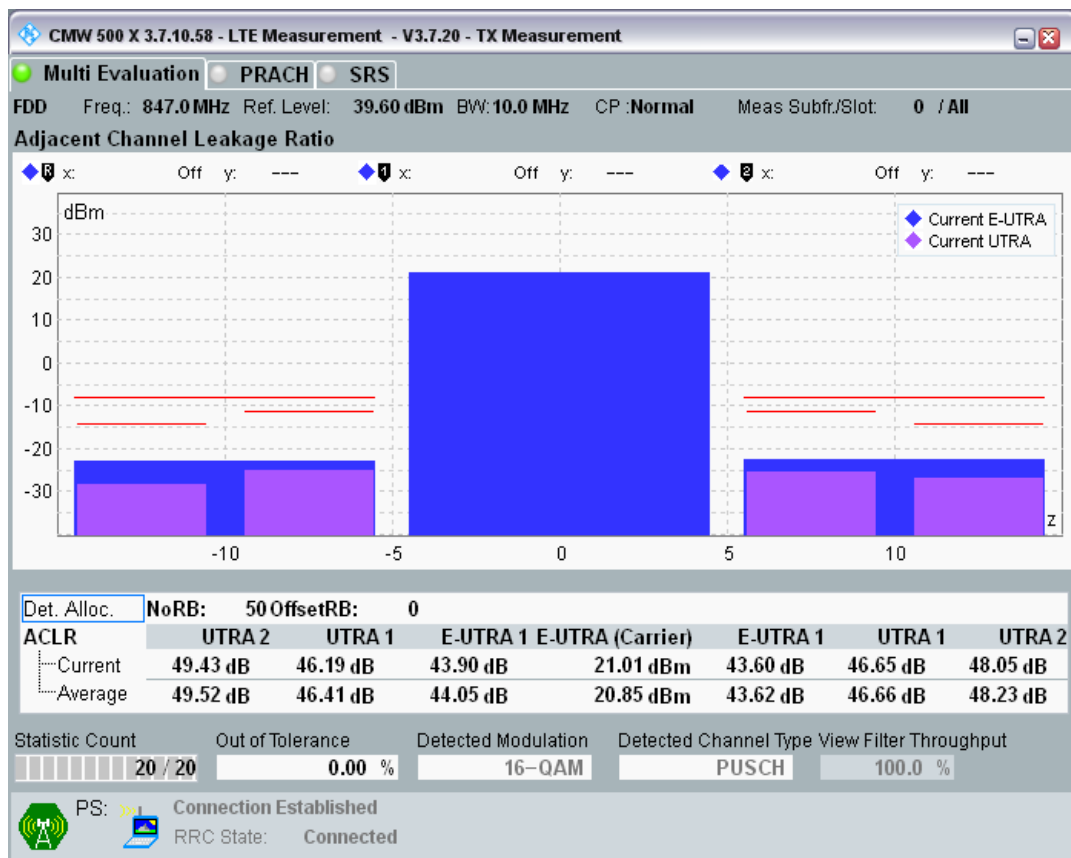 CMW 500 X 3.7.10.58 - LTE Measurement - V3.7.20 - TX Measurement
Multi Evaluation PRACH SRS
FDD Freq.: 847.0 MHz Ref. Level: 39.60 dBm BW: 10.0 MHz CP :Normal Meas Subfr./Slot: 0 / All
Adjacent Channel Leakage Ratio
R x: Off y: --- 1 x: Off y: --- 2 x: Off y: ---
dBm
Current E-UTRA
Current UTRA
30
20
10
0
-10
-20
-30
z
-10 -5 0 5 10
Det. Alloc. NoRB: 50 OffsetRB: 0
ACLR UTRA 2 UTRA 1 E-UTRA 1 E-UTRA (Carrier) E-UTRA 1 UTRA 1 UTRA 2
Current 49.43 dB 46.19 dB 43.90 dB 21.01 dBm 43.60 dB 46.65 dB 48.05 dB
Average 49.52 dB 46.41 dB 44.05 dB 20.85 dBm 43.62 dB 46.66 dB 48.23 dB
Statistic Count Out of Tolerance Detected Modulation Detected Channel Type View Filter Throughput
20 / 20 0.00 % 16-QAM PUSCH 100.0 %
PS: Connection Established
RRC State: Connected